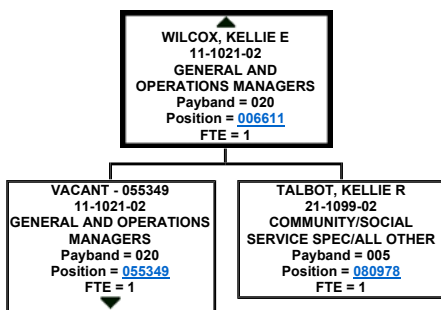 WILCOX, KELLIE E
11-1021-02
GENERAL AND
OPERATIONS MANAGERS
Payband = 020
Position = 006611
FTE = 1
VACANT - 055349
11-1021-02
GENERAL AND OPERATIONS
MANAGERS
Payband = 020
Position = 055349
FTE = 1
TALBOT, KELLIE R
21-1099-02
COMMUNITY/SOCIAL
SERVICE SPEC/ALL OTHER
Payband = 005
Position = 080978
FTE = 1